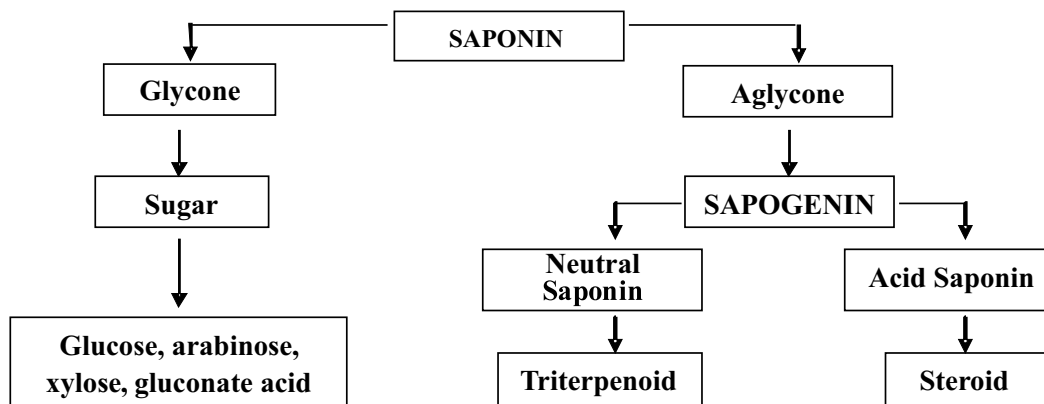 SAPONIN
Glycone
Aglycone
Sugar
SAPOGENIN
Neutral
Saponin
Acid Saponin
Glucose, arabinose,
xylose, gluconate acid
Triterpenoid
Steroid